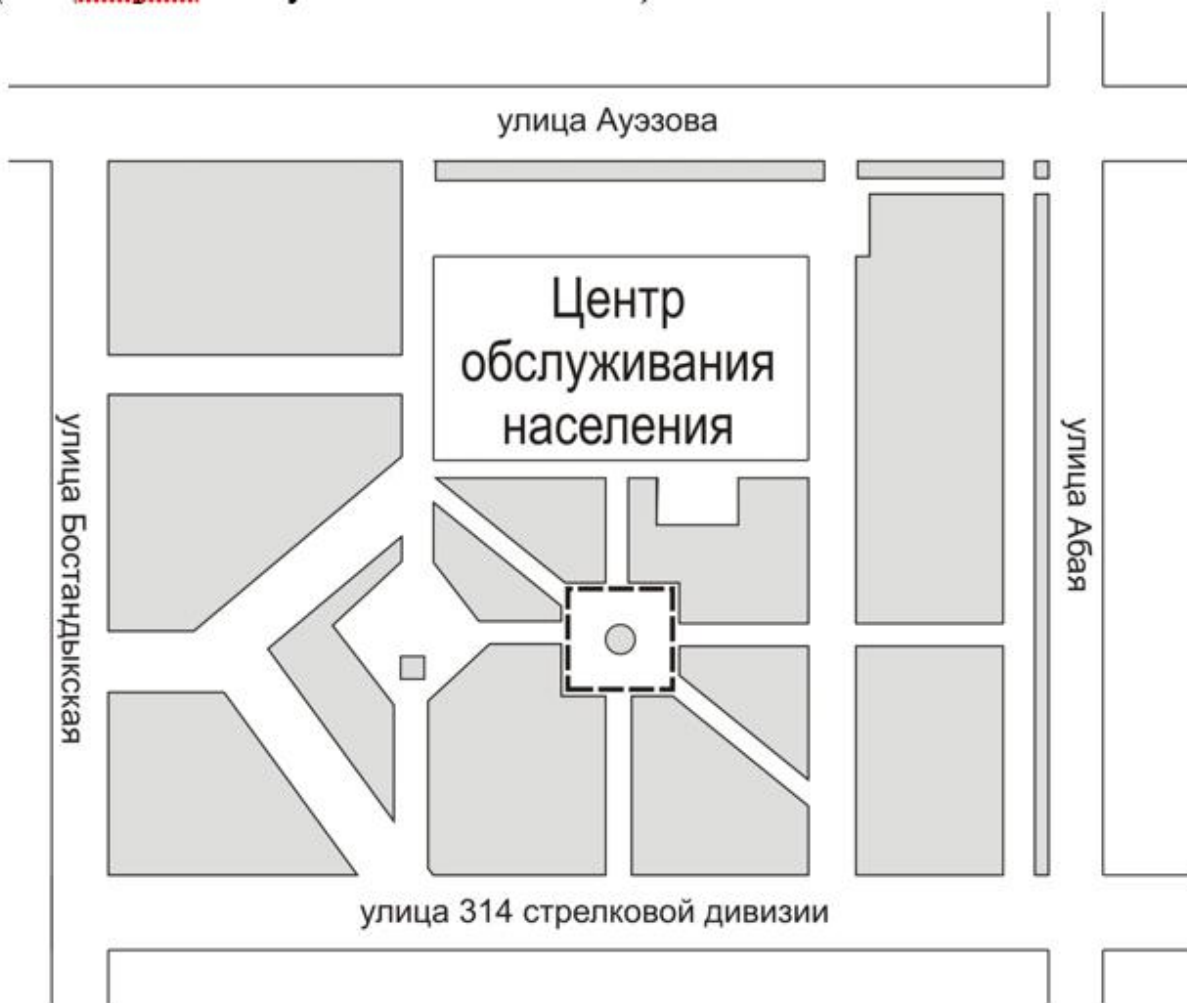 улица Ауэзова
Центр
обслуживания
населения
улица Бостандыкская
улица Абая
улица 314 стрелковой дивизии